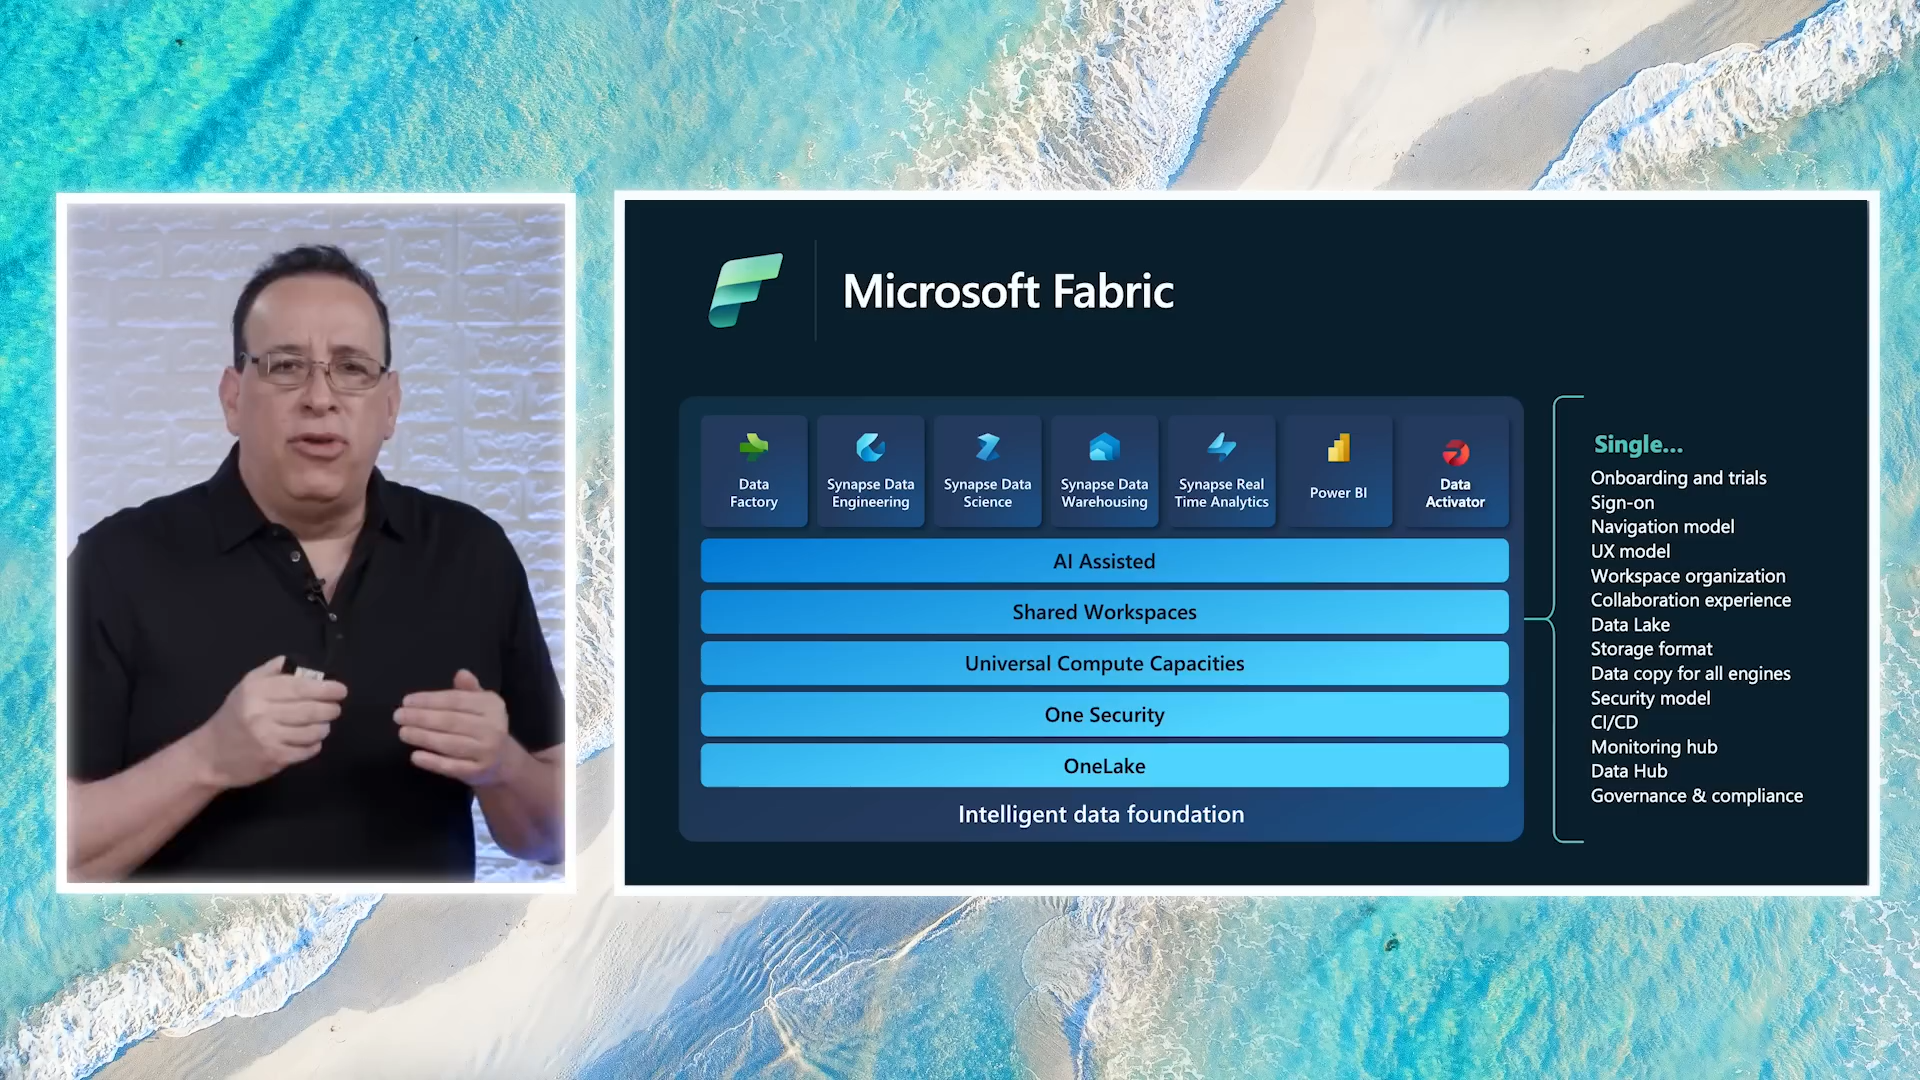 Microsoft Fabric
Data
Factory
Synapse Data
Engineering
Synapse Data
Science
Synapse Data
Warehousing
Synapse Real
Time Analytics
Power BI
Data
Activator
AI Assisted
Shared Workspaces
Universal Compute Capacities
One Security
OneLake
Intelligent data foundation
Single...
Onboarding and trials
Sign-on
Navigation model
UX model
Workspace organization
Collaboration experience
Data Lake
Storage format
Data copy for all engines
Security model
CI/CD
Monitoring hub
Data Hub
Governance & compliance